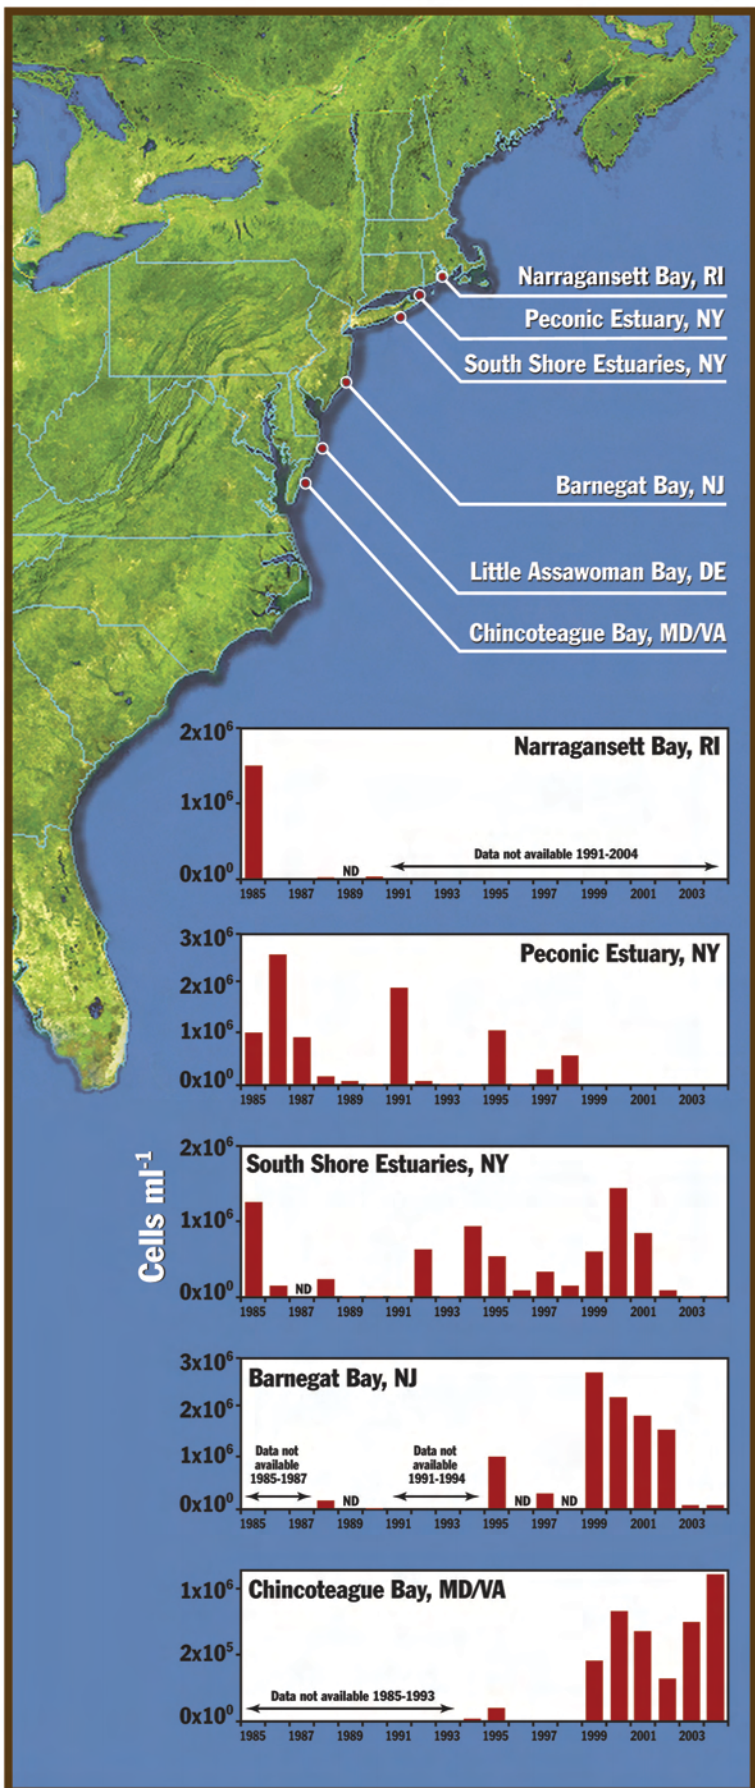 Narragansett Bay, RI
Peconic Estuary, NY
South Shore Estuaries, NY
Barnegat Bay, NJ
Little Assawoman Bay, DE
Chincoteague Bay, MD/VA
Cells ml⁻¹
Narragansett Bay, RI
2x10⁶
1x10⁶
0x10⁰
ND
Data not available 1991-2004
1985 1987 1989 1991 1993 1995 1997 1999 2001 2003
Peconic Estuary, NY
3x10⁶
2x10⁶
1x10⁶
0x10⁰
1985 1987 1989 1991 1993 1995 1997 1999 2001 2003
South Shore Estuaries, NY
2x10⁶
1x10⁶
0x10⁰
ND
1985 1987 1989 1991 1993 1995 1997 1999 2001 2003
Barnegat Bay, NJ
3x10⁶
2x10⁶
1x10⁶
0x10⁰
Data not
available
1985-1987
ND
Data not
available
1991-1994
ND
ND
1985 1987 1989 1991 1993 1995 1997 1999 2001 2003
Chincoteague Bay, MD/VA
1x10⁶
2x10⁵
0x10⁰
Data not available 1985-1993
1985 1987 1989 1991 1993 1995 1997 1999 2001 2003